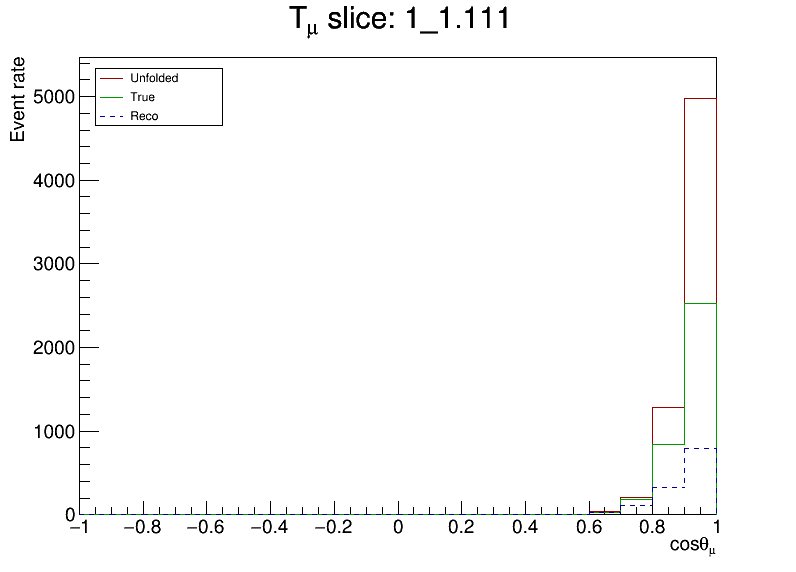 Tμ slice: 1_1.111
Event rate
Unfolded
True
Reco
5000
4000
3000
2000
1000
0
−1 −0.8 −0.6 −0.4 −0.2 0 0.2 0.4 0.6 0.8 1
cosθμ